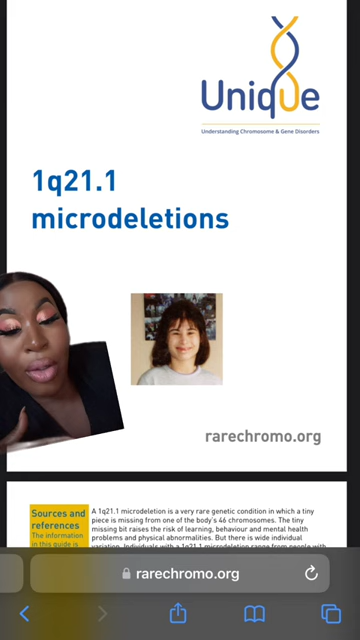 Unique
Understanding Chromosome & Gene Disorders
1q21.1
microdeletions
rarechromo.org
Sources and
references
The information
in this guide is
A 1q21.1 microdeletion is a very rare genetic condition in which a tiny
piece is missing from one of the body's 46 chromosomes. The tiny
missing bit raises the risk of learning, behaviour and mental health
problems and physical abnormalities. But there is wide individual
variation. Individuals with a 1q21.1 microdeletion range from people with
rarechromo.org